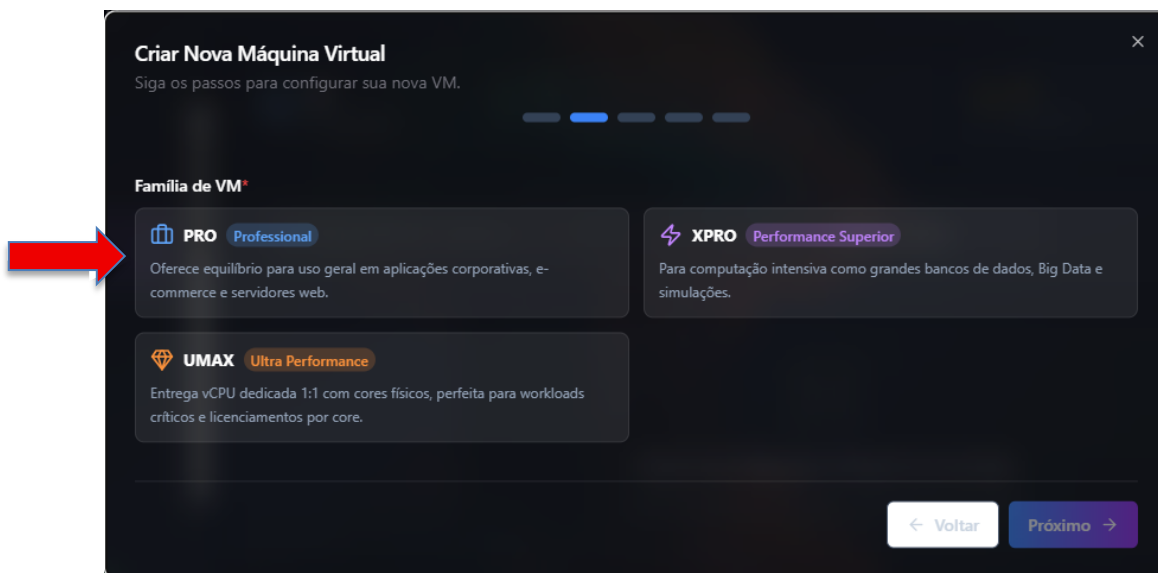 Criar Nova Máquina Virtual
Siga os passos para configurar sua nova VM.
Família de VM*
PRO Professional
Oferece equilíbrio para uso geral em aplicações corporativas, e-
commerce e servidores web.
XPRO Performance Superior
Para computação intensiva como grandes bancos de dados, Big Data e
simulações.
UMAX Ultra Performance
Entrega vCPU dedicada 1:1 com cores físicos, perfeita para workloads
críticos e licenciamentos por core.
← Voltar
Próximo →